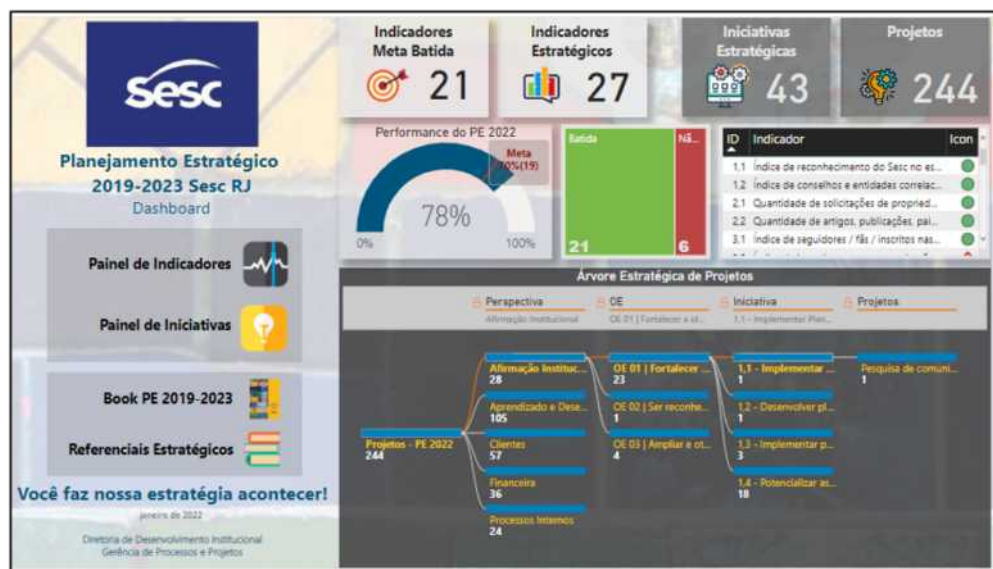 Sesc
Planejamento Estratégico
2019-2023 Sesc RJ
Dashboard
Painel de Indicadores
Painel de Iniciativas
Book PE 2019-2023
Referenciais Estratégicos
Você faz nossa estratégia acontecer!
janeiro de 2022
Diretoria de Desenvolvimento Institucional
Gerência de Processos e Projetos
Indicadores
Meta Batida
21
Indicadores
Estratégicos
27
Iniciativas
Estratégicas
43
Projetos
244
Performance do PE 2022
Meta
70%(19)
78%
0%
100%
Batida
21
Nã...
6
ID Indicador Icon
1,1 Índice de reconhecimento do Sesc no es...
1,2 Índice de conselhos e entidades correlac...
2.1 Quantidade de solicitações de propried...
2.2 Quantidade de artigos, publicações, pai...
3.1 Índice de seguidores / fãs / inscritos nas...
Árvore Estratégica de Projetos
Perspectiva
Afirmação Institucional
OE
OE 01 | Fortalecer a id...
Iniciativa
1,1 - Implementar Plan...
Projetos
Projetos - PE 2022
244
Afirmação Instituc...
28
Aprendizado e Dese...
105
Clientes
57
Financeira
36
Processos Internos
24
OE 01 | Fortalecer ...
23
OE 02 | Ser reconhe...
1
OE 03 | Ampliar e ot...
4
1,1 - Implementar ...
1
1,2 - Desenvolver pl...
1
1,3 - Implementar p...
3
1,4 - Potencializar as...
18
Pesquisa de comuni...
1